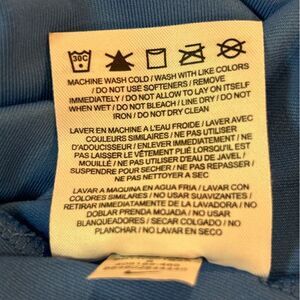 30C
MACHINE WASH COLD / WASH WITH LIKE COLORS
/ DO NOT USE SOFTENERS / REMOVE
IMMEDIATELY / DO NOT ALLOW TO LAY ON ITSELF
WHEN WET / DO NOT BLEACH / LINE DRY / DO NOT
IRON / DO NOT DRY CLEAN
LAVER EN MACHINE A L'EAU FROIDE / LAVER AVEC
COULEURS SIMILAIRES / NE PAS UTILISER
D'ADOUCISSEUR / ENLEVER IMMEDIATEMENT / NE
PAS LAISSER LE VÊTEMENT PLIÉ LORSQU'IL EST
MOUILLÉ / NE PAS UTILISER D'EAU DE JAVEL /
SUSPENDRE POUR SECHER / NE PAS REPASSER /
NE PAS NETTOYER A SEC
LAVAR A MAQUINA EN AGUA FRIA / LAVAR CON
COLORES SIMILARES / NO USAR SUAVIZANTES /
RETIRAR IMMEDIATAMENTE DE LA LAVADORA / NO
DOBLAR PRENDA MOJADA / NO USAR
BLANQUEADORES / SECAR COLGADO / NO
PLANCHAR / NO LAVAR EN SECO